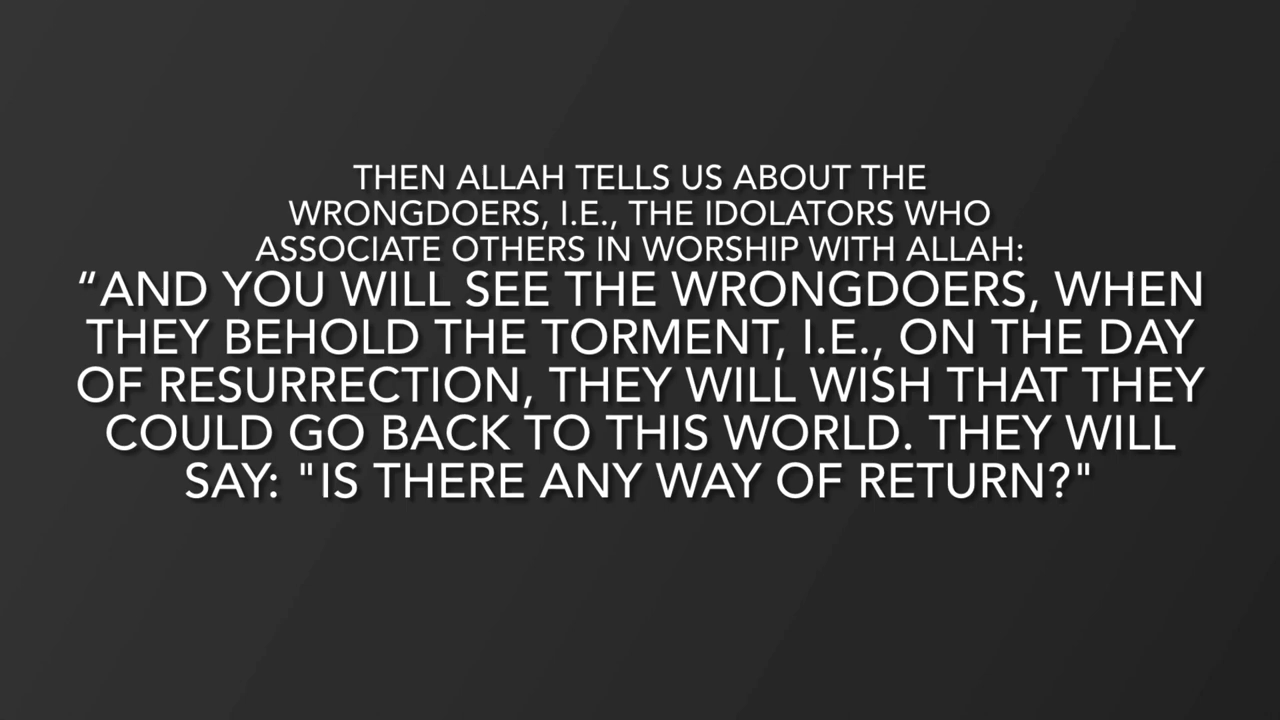 THEN ALLAH TELLS US ABOUT THE
WRONGDOERS, I.E., THE IDOLATORS WHO
ASSOCIATE OTHERS IN WORSHIP WITH ALLAH:
“AND YOU WILL SEE THE WRONGDOERS, WHEN
THEY BEHOLD THE TORMENT, I.E., ON THE DAY
OF RESURRECTION, THEY WILL WISH THAT THEY
COULD GO BACK TO THIS WORLD. THEY WILL
SAY: "IS THERE ANY WAY OF RETURN?"